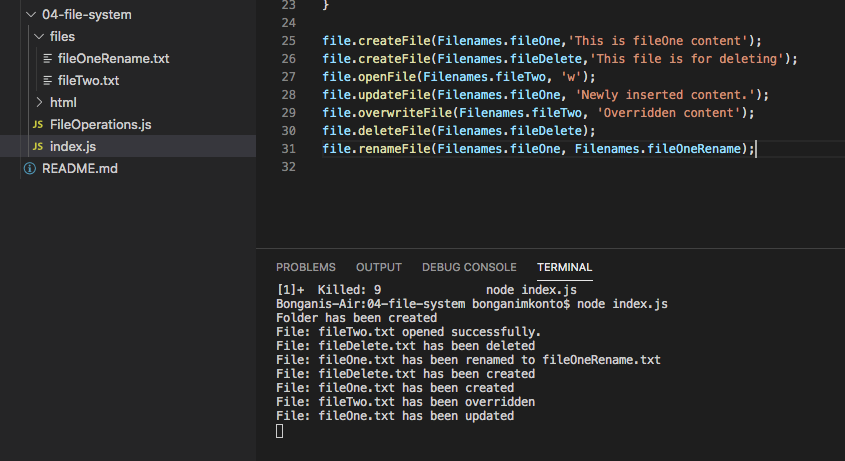 04-file-system
files
fileOneRename.txt
fileTwo.txt
html
JS FileOperations.js
JS index.js
README.md
23 }
24
25 file.createFile(Filenames.fileOne,'This is fileOne content');
26 file.createFile(Filenames.fileDelete,'This file is for deleting');
27 file.openFile(Filenames.fileTwo, 'w');
28 file.updateFile(Filenames.fileOne, 'Newly inserted content.');
29 file.overwriteFile(Filenames.fileTwo, 'Overridden content');
30 file.deleteFile(Filenames.fileDelete);
31 file.renameFile(Filenames.fileOne, Filenames.fileOneRename);
32
PROBLEMS OUTPUT DEBUG CONSOLE TERMINAL
[1]+  Killed: 9               node index.js
Bonganis-Air:04-file-system bonganimkonto$ node index.js
Folder has been created
File: fileTwo.txt opened successfully.
File: fileDelete.txt has been deleted
File: fileOne.txt has been renamed to fileOneRename.txt
File: fileDelete.txt has been created
File: fileOne.txt has been created
File: fileTwo.txt has been overridden
File: fileOne.txt has been updated